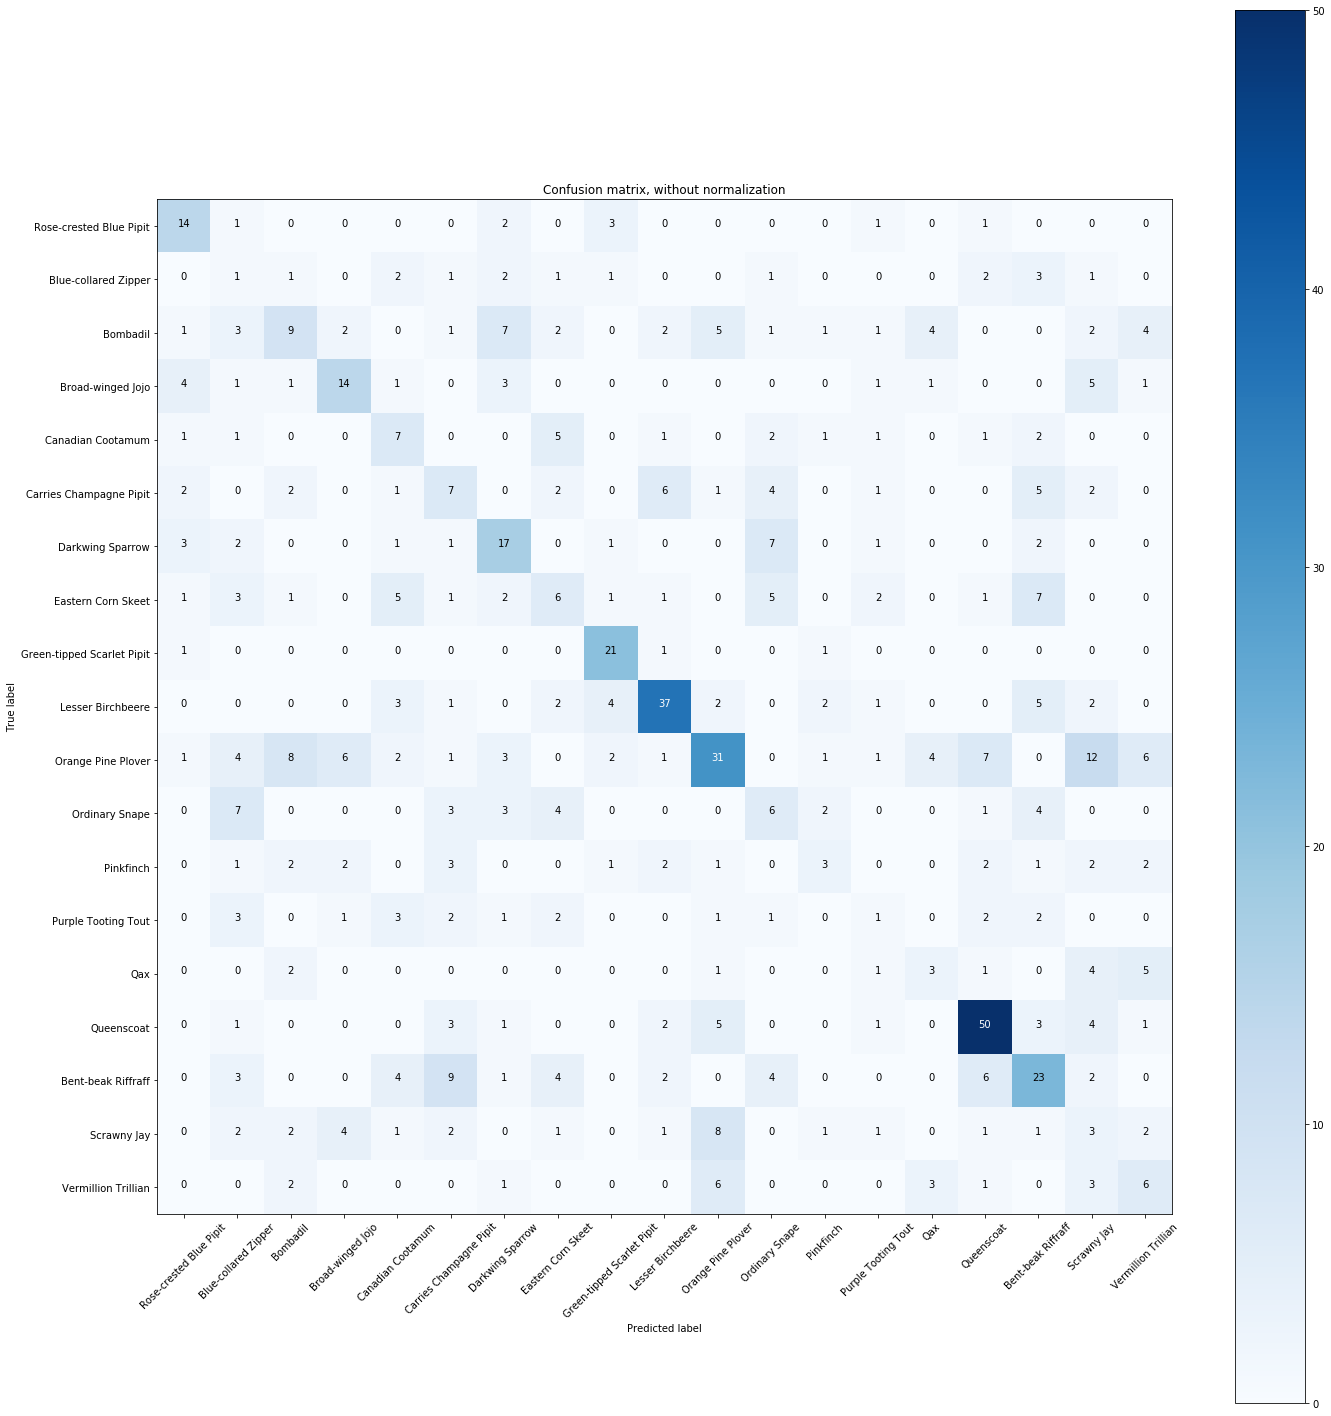 Confusion matrix, without normalization
50
Rose-crested Blue Pipit 14 1 0 0 0 0 2 0 3 0 0 0 0 1 0 1 0 0 0
Blue-collared Zipper 0 1 1 0 2 1 2 1 1 0 0 1 0 0 0 2 3 1 0
40
Bombadil 1 3 9 2 0 1 7 2 0 2 5 1 1 1 4 0 0 2 4
Broad-winged Jojo 4 1 1 14 1 0 3 0 0 0 0 0 0 1 1 0 0 5 1
Canadian Cootamum 1 1 0 0 7 0 0 5 0 1 0 2 1 1 0 1 2 0 0
Carries Champagne Pipit 2 0 2 0 1 7 0 2 0 6 1 4 0 1 0 0 5 2 0
Darkwing Sparrow 3 2 0 0 1 1 17 0 1 0 0 7 0 1 0 0 2 0 0
30
Eastern Corn Skeet 1 3 1 0 5 1 2 6 1 1 0 5 0 2 0 1 7 0 0
Green-tipped Scarlet Pipit 1 0 0 0 0 0 0 0 21 1 0 0 1 0 0 0 0 0 0
True label
Lesser Birchbeere 0 0 0 0 3 1 0 2 4 37 2 0 2 1 0 0 5 2 0
Orange Pine Plover 1 4 8 6 2 1 3 0 2 1 31 0 1 1 4 7 0 12 6
Ordinary Snape 0 7 0 0 0 3 3 4 0 0 0 6 2 0 0 1 4 0 0
20
Pinkfinch 0 1 2 2 0 3 0 0 1 2 1 0 3 0 0 2 1 2 2
Purple Tooting Tout 0 3 0 1 3 2 1 2 0 0 1 1 0 1 0 2 2 0 0
Qax 0 0 2 0 0 0 0 0 0 0 1 0 0 1 3 1 0 4 5
Queenscoat 0 1 0 0 0 3 1 0 0 2 5 0 0 1 0 50 3 4 1
Bent-beak Riffraff 0 3 0 0 4 9 1 4 0 2 0 4 0 0 0 6 23 2 0
10
Scrawny Jay 0 2 2 4 1 2 0 1 0 1 8 0 1 1 0 1 1 3 2
Vermillion Trillian 0 0 2 0 0 0 1 0 0 0 6 0 0 0 3 1 0 3 6
Rose-crested Blue Pipit
Blue-collared Zipper
Bombadil
Broad-winged Jojo
Canadian Cootamum
Carries Champagne Pipit
Darkwing Sparrow
Eastern Corn Skeet
Green-tipped Scarlet Pipit
Lesser Birchbeere
Orange Pine Plover
Ordinary Snape
Pinkfinch
Purple Tooting Tout
Qax
Queenscoat
Bent-beak Riffraff
Scrawny Jay
Vermillion Trillian
Predicted label
0